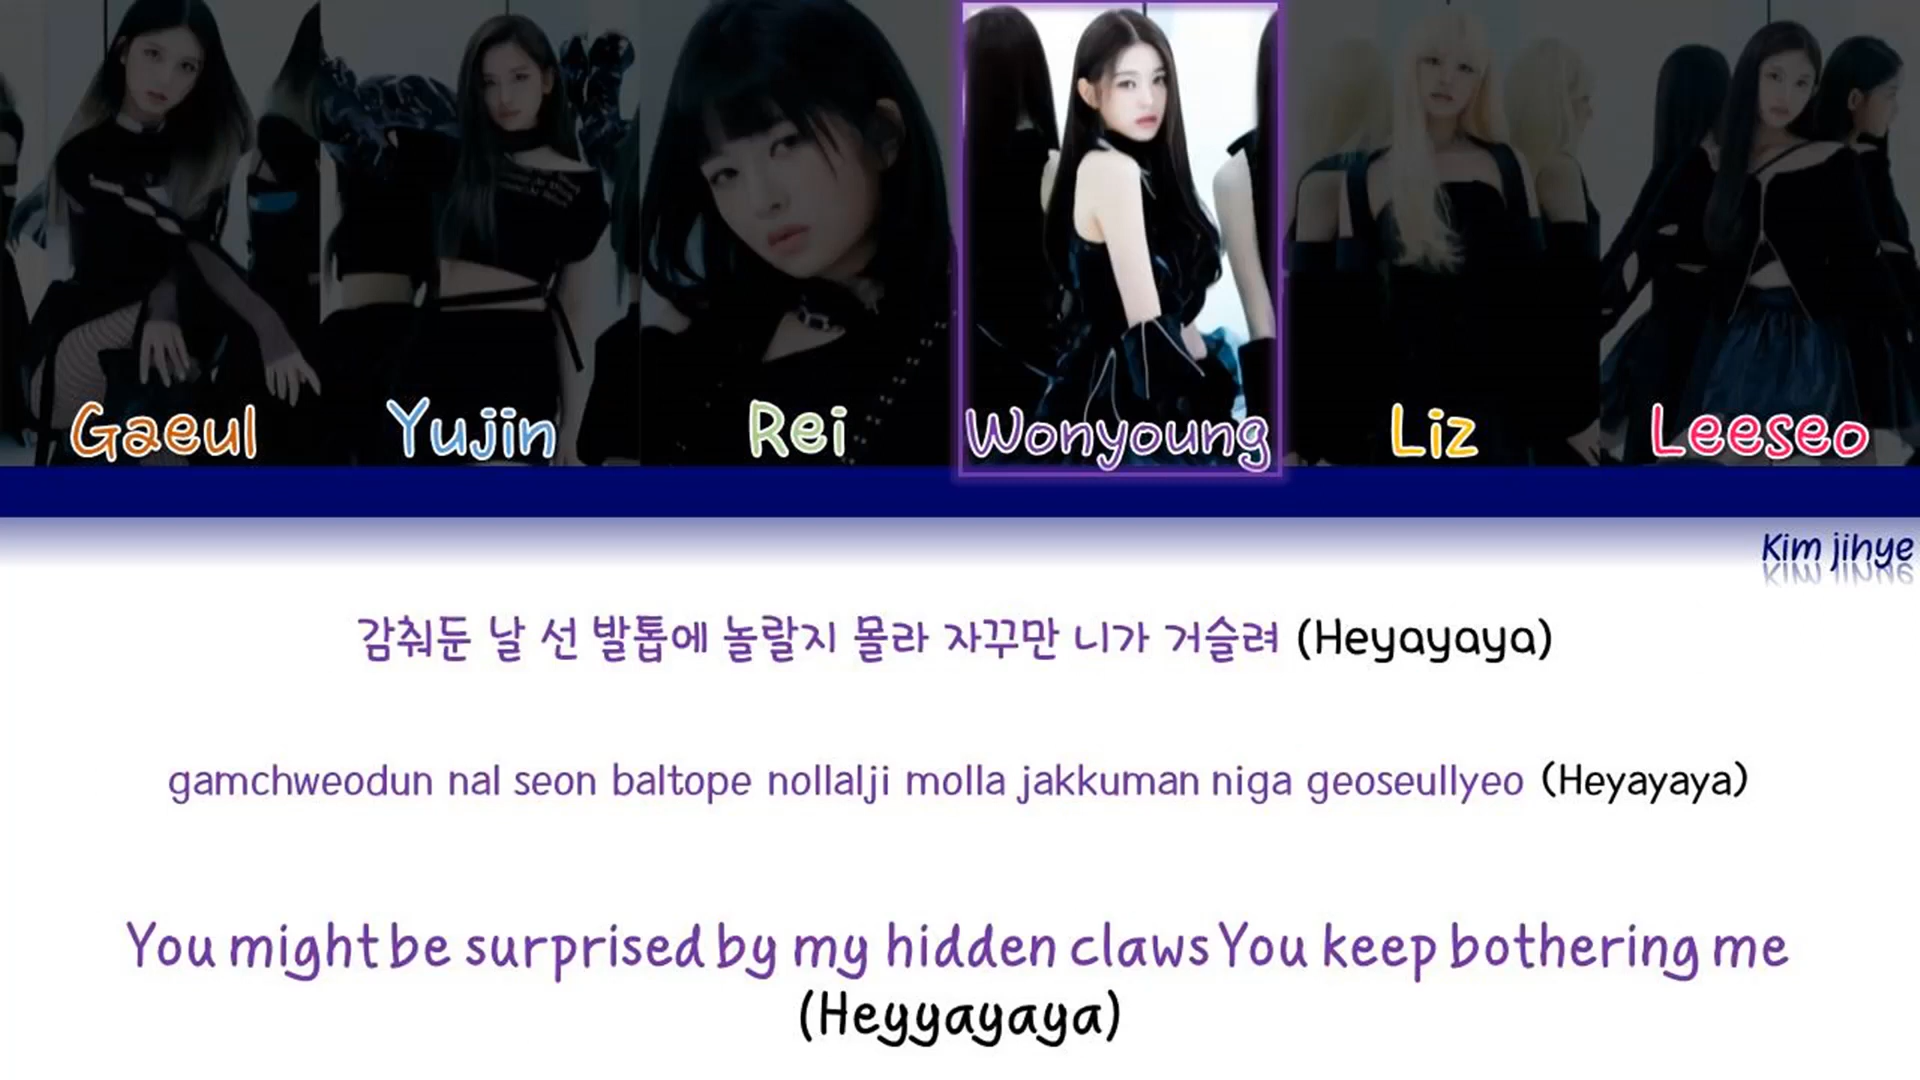 Gaeul Yujin Rei Wonyoung Liz Leeseo
Kim jihye
감춰둔 날 선 발톱에 놀랄지 몰라 자꾸만 니가 거슬려 (Heyayaya)
gamchweodun nal seon baltope nollalji molla jakkuman niga geoseullyeo (Heyayaya)
You might be surprised by my hidden claws You keep bothering me
(Heyyayaya)